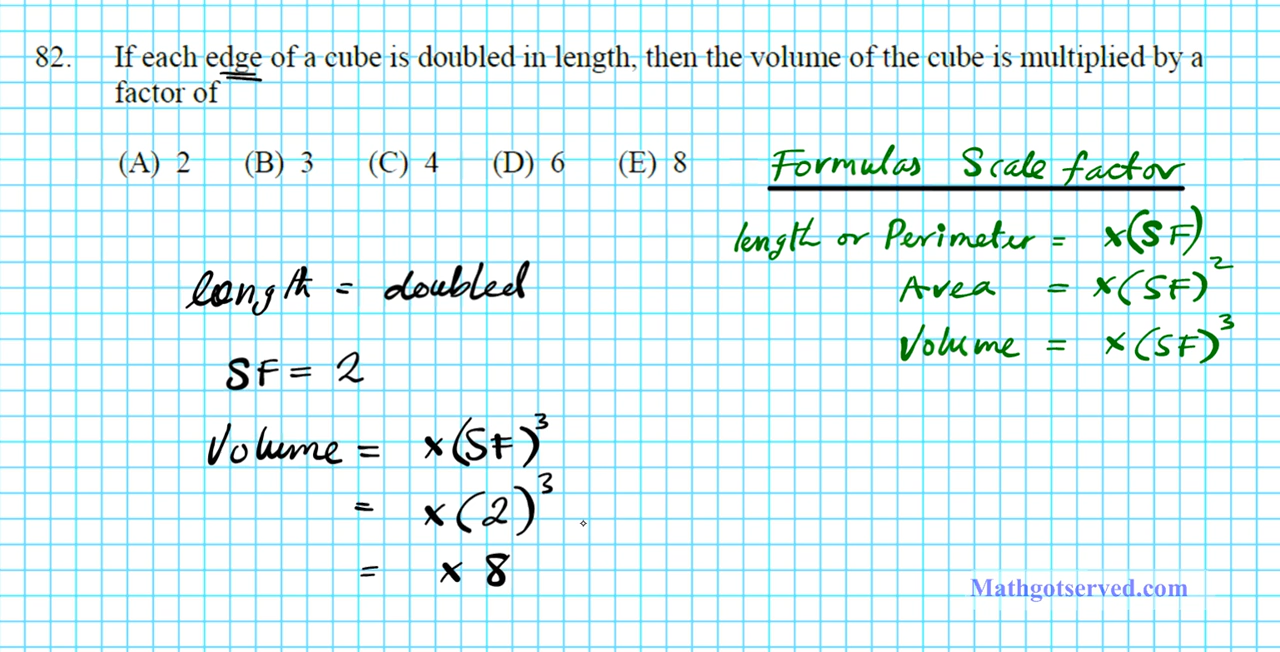 82. If each edge of a cube is doubled in length, then the volume of the cube is multiplied by a
factor of
(A) 2 (B) 3 (C) 4 (D) 6 (E) 8
Formulas Scale factor
length or Perimeter = x(SF)
Area = x(SF)²
Volume = x(SF)³
length = doubled
SF = 2
Volume = x(SF)³
= x(2)³
= x 8
Mathgotserved.com